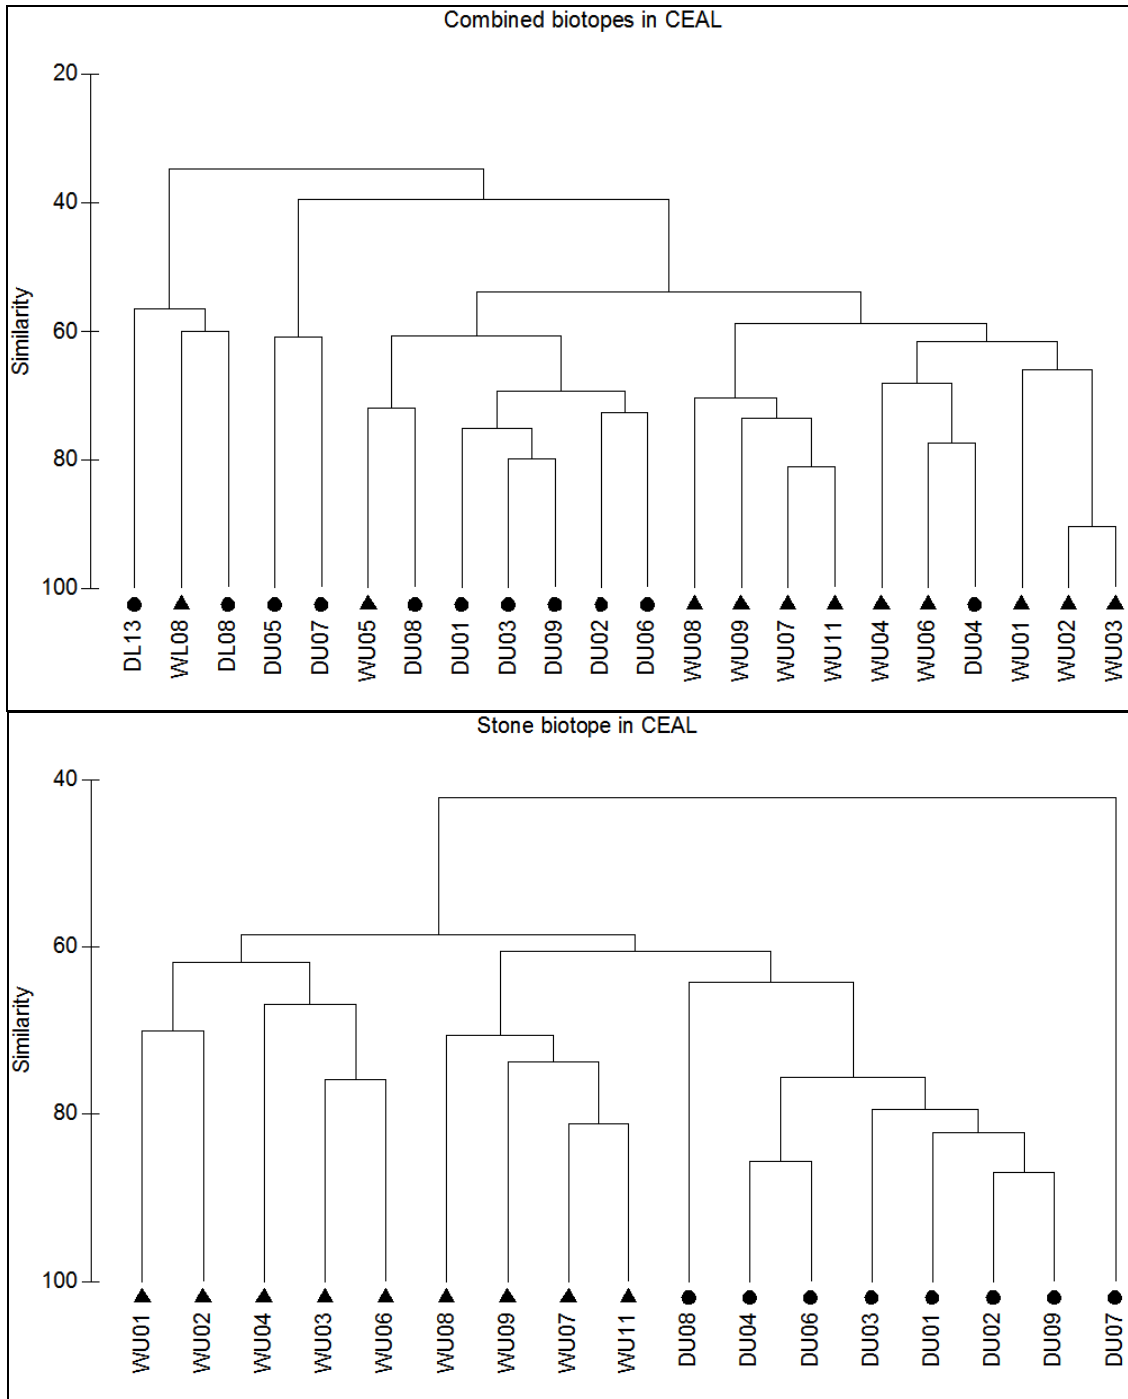 Combined biotopes in CEAL
20
40
60
80
100
Similarity
DL13
WL08
DL08
DU05
DU07
WU05
DU08
DU01
DU03
DU09
DU02
DU06
WU08
WU09
WU07
WU11
WU04
WU06
DU04
WU01
WU02
WU03
Stone biotope in CEAL
40
60
80
100
Similarity
WU01
WU02
WU04
WU03
WU06
WU08
WU09
WU07
WU11
DU08
DU04
DU06
DU03
DU01
DU02
DU09
DU07